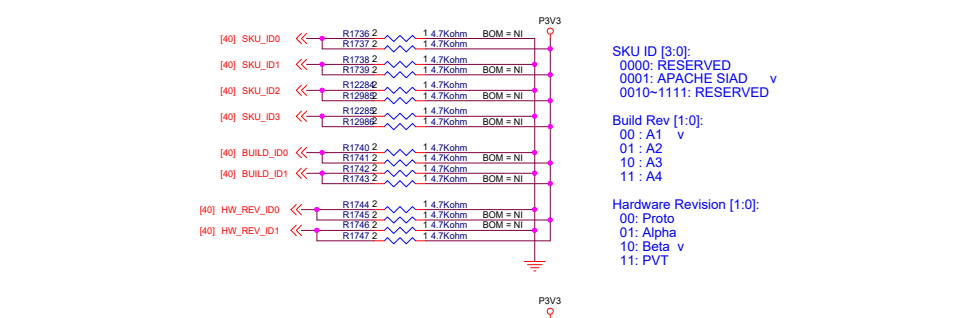 P3V3
[40] SKU_ID0
R1736 2 1 4.7Kohm BOM = NI
R1737 2 1 4.7Kohm
[40] SKU_ID1
R1738 2 1 4.7Kohm
R1739 2 1 4.7Kohm BOM = NI
[40] SKU_ID2
R12284 2 1 4.7Kohm
R12985 2 1 4.7Kohm BOM = NI
[40] SKU_ID3
R12285 2 1 4.7Kohm
R12986 2 1 4.7Kohm BOM = NI
[40] BUILD_ID0
R1740 2 1 4.7Kohm
R1741 2 1 4.7Kohm BOM = NI
[40] BUILD_ID1
R1742 2 1 4.7Kohm
R1743 2 1 4.7Kohm BOM = NI
[40] HW_REV_ID0
R1744 2 1 4.7Kohm
R1745 2 1 4.7Kohm BOM = NI
[40] HW_REV_ID1
R1746 2 1 4.7Kohm BOM = NI
R1747 2 1 4.7Kohm
SKU ID [3:0]:
0000: RESERVED
0001: APACHE SIAD v
0010~1111: RESERVED
Build Rev [1:0]:
00 : A1 v
01 : A2
10 : A3
11 : A4
Hardware Revision [1:0]:
00: Proto
01: Alpha
10: Beta v
11: PVT
P3V3